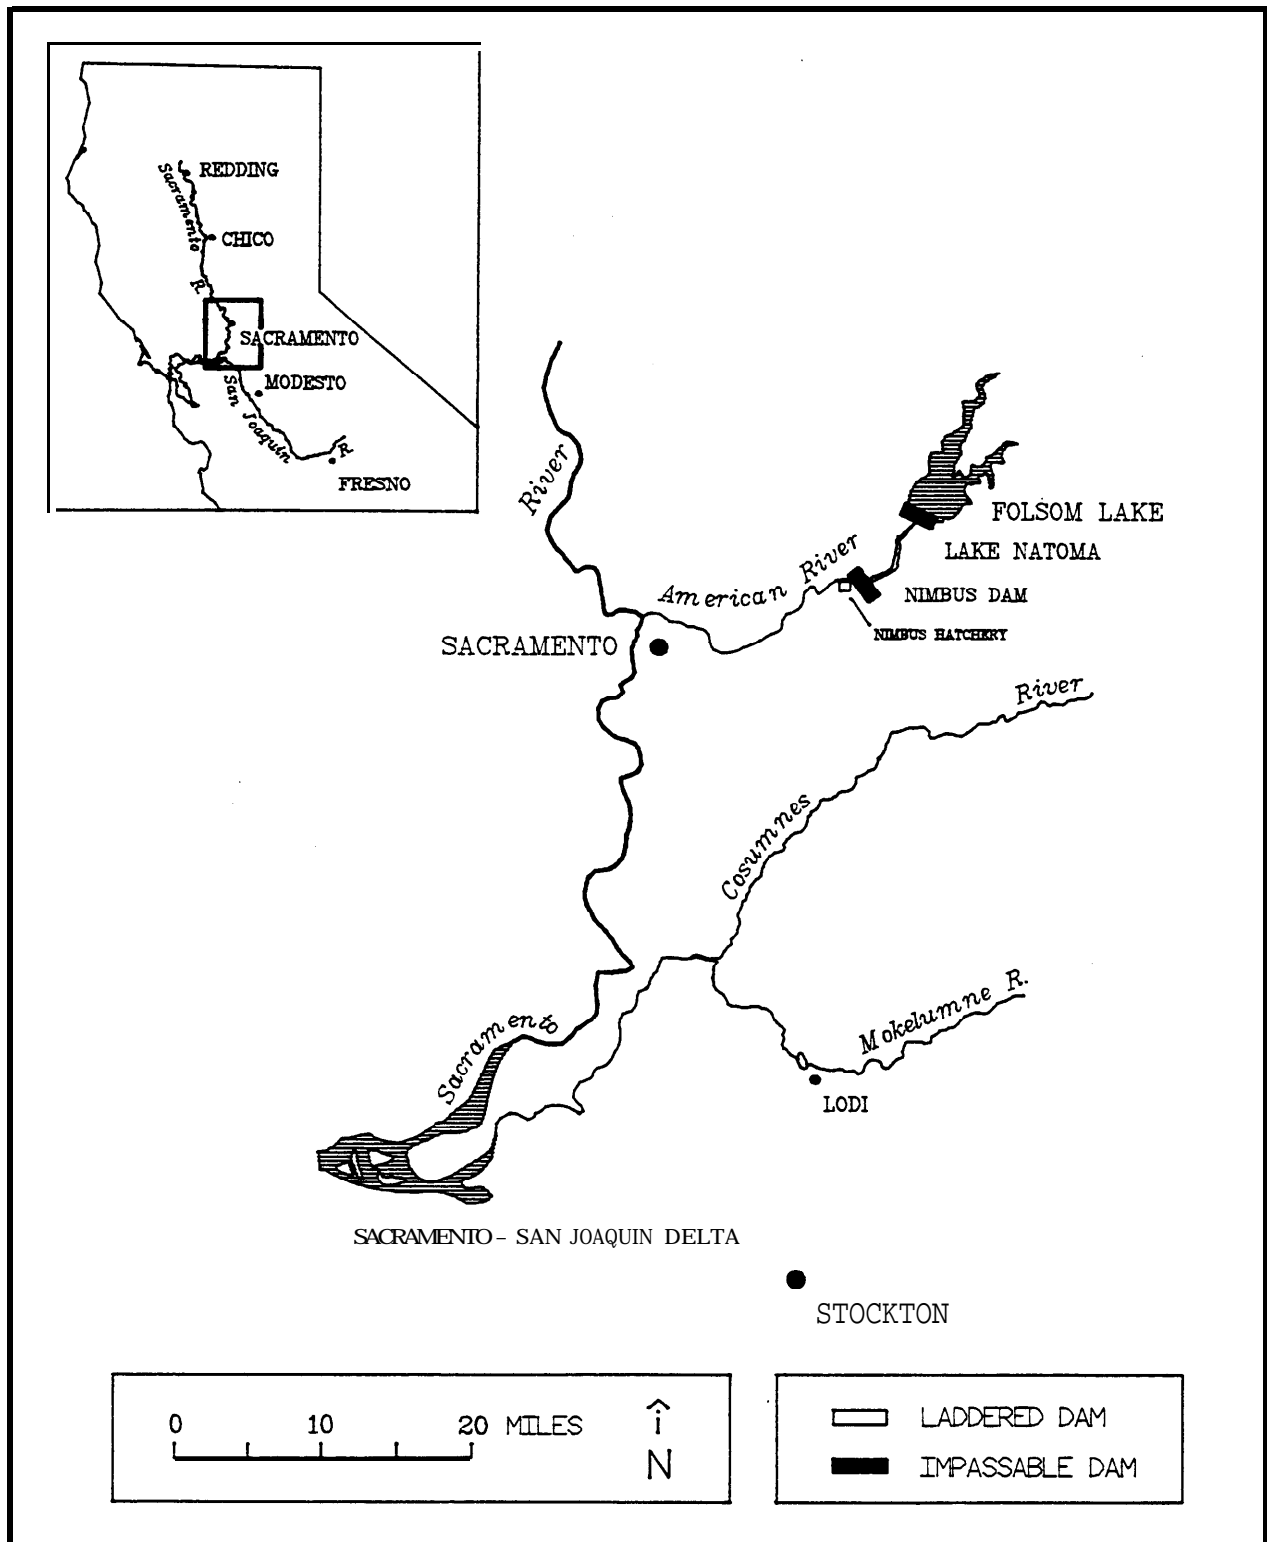 REDDING
Sacramento
CHICO
R.
SACRAMENTO
MODESTO
San Joaquin
R.
FRESNO
River
FOLSOM LAKE
LAKE NATOMA
American River
NIMBUS DAM
NIMBUS HATCHERY
SACRAMENTO
River
Cosumnes
Mokelumne R.
Sacramento
LODI
SACRAMENTO – SAN JOAQUIN DELTA
STOCKTON
0 10 20 MILES
N
LADDERED DAM
IMPASSABLE DAM